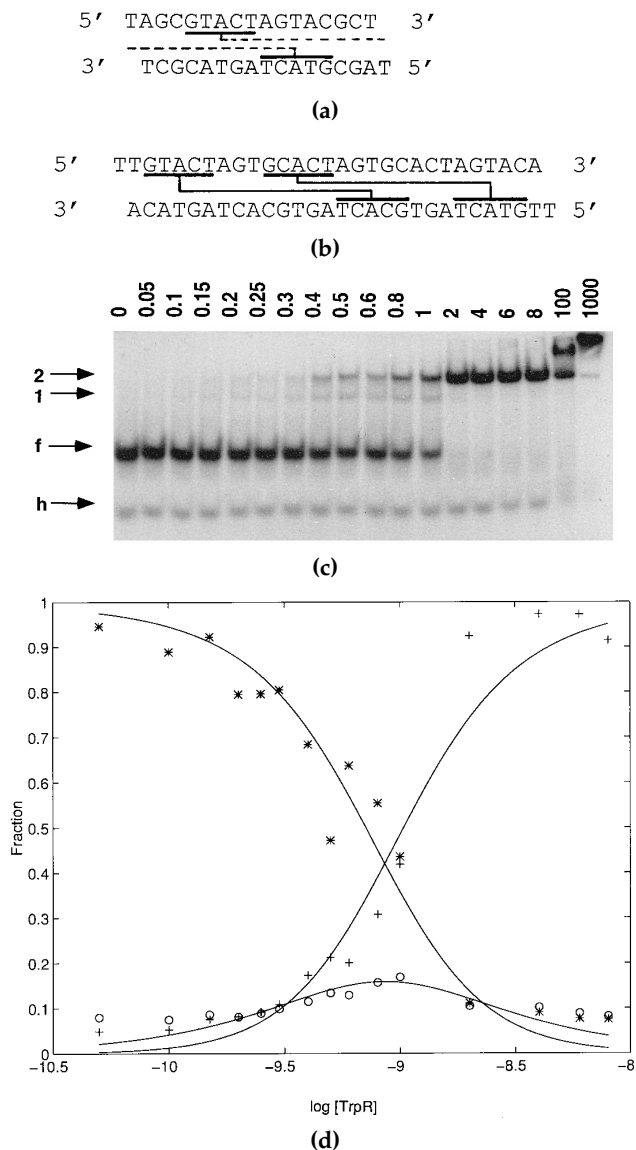 5' TAGCGTACTAGTACGCT 3'
3' TCGCATGATCATGCGAT 5'
(a)
5' TTGTACTAGTGCACTAGTGCACTAGTACA 3'
3' ACATGATCACGTGATCACGTGATCATGTT 5'
(b)
0 0.05 0.1 0.15 0.2 0.25 0.3 0.4 0.5 0.6 0.8 1 2 4 6 8 100 1000
2
1
f
h
(c)
1
0.9
0.8
0.7
0.6
0.5
0.4
0.3
0.2
0.1
0
Fraction
-10.5 -10 -9.5 -9 -8.5 -8
log [TrpR]
(d)